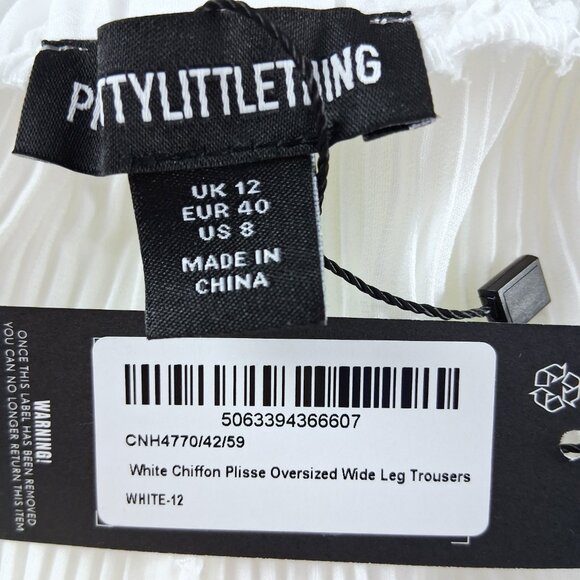 PRETTYLITTLETHING
UK 12
EUR 40
US 8
MADE IN
CHINA
WARNING!
ONCE THIS LABEL HAS BEEN REMOVED
YOU CAN NO LONGER RETURN THIS ITEM
5063394366607
CNH4770/42/59
White Chiffon Plisse Oversized Wide Leg Trousers
WHITE-12